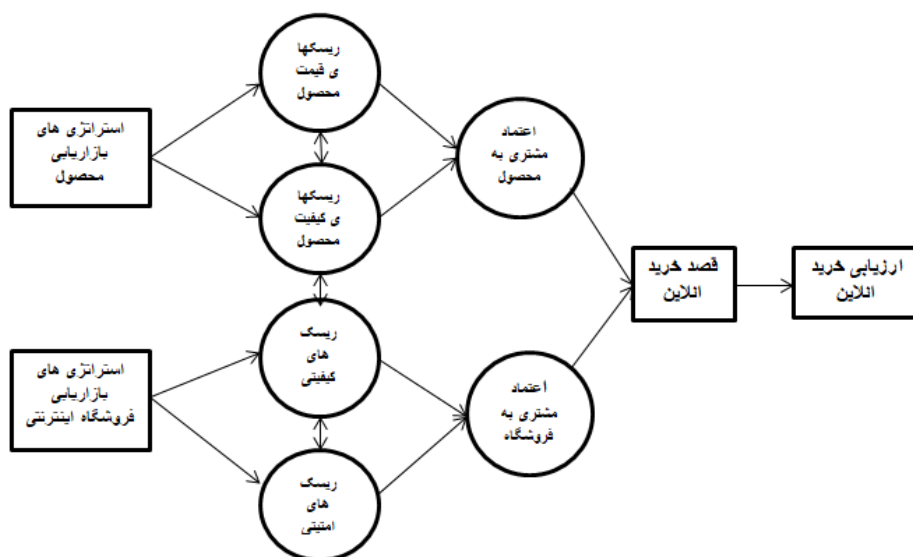 ریسکها
ی قیمت
محصول
استراتژی های
بازاریابی
محصول
اعتماد
مشتری به
محصول
ریسکها
ی کیفیت
محصول
قصد خرید
انلاین
ارزیابی خرید
انلاین
ریسک
های
کیفیتی
استراتژی های
بازاریابی
فروشگاه اینترنتی
اعتماد
مشتری به
فروشگاه
ریسک
های
امنیتی